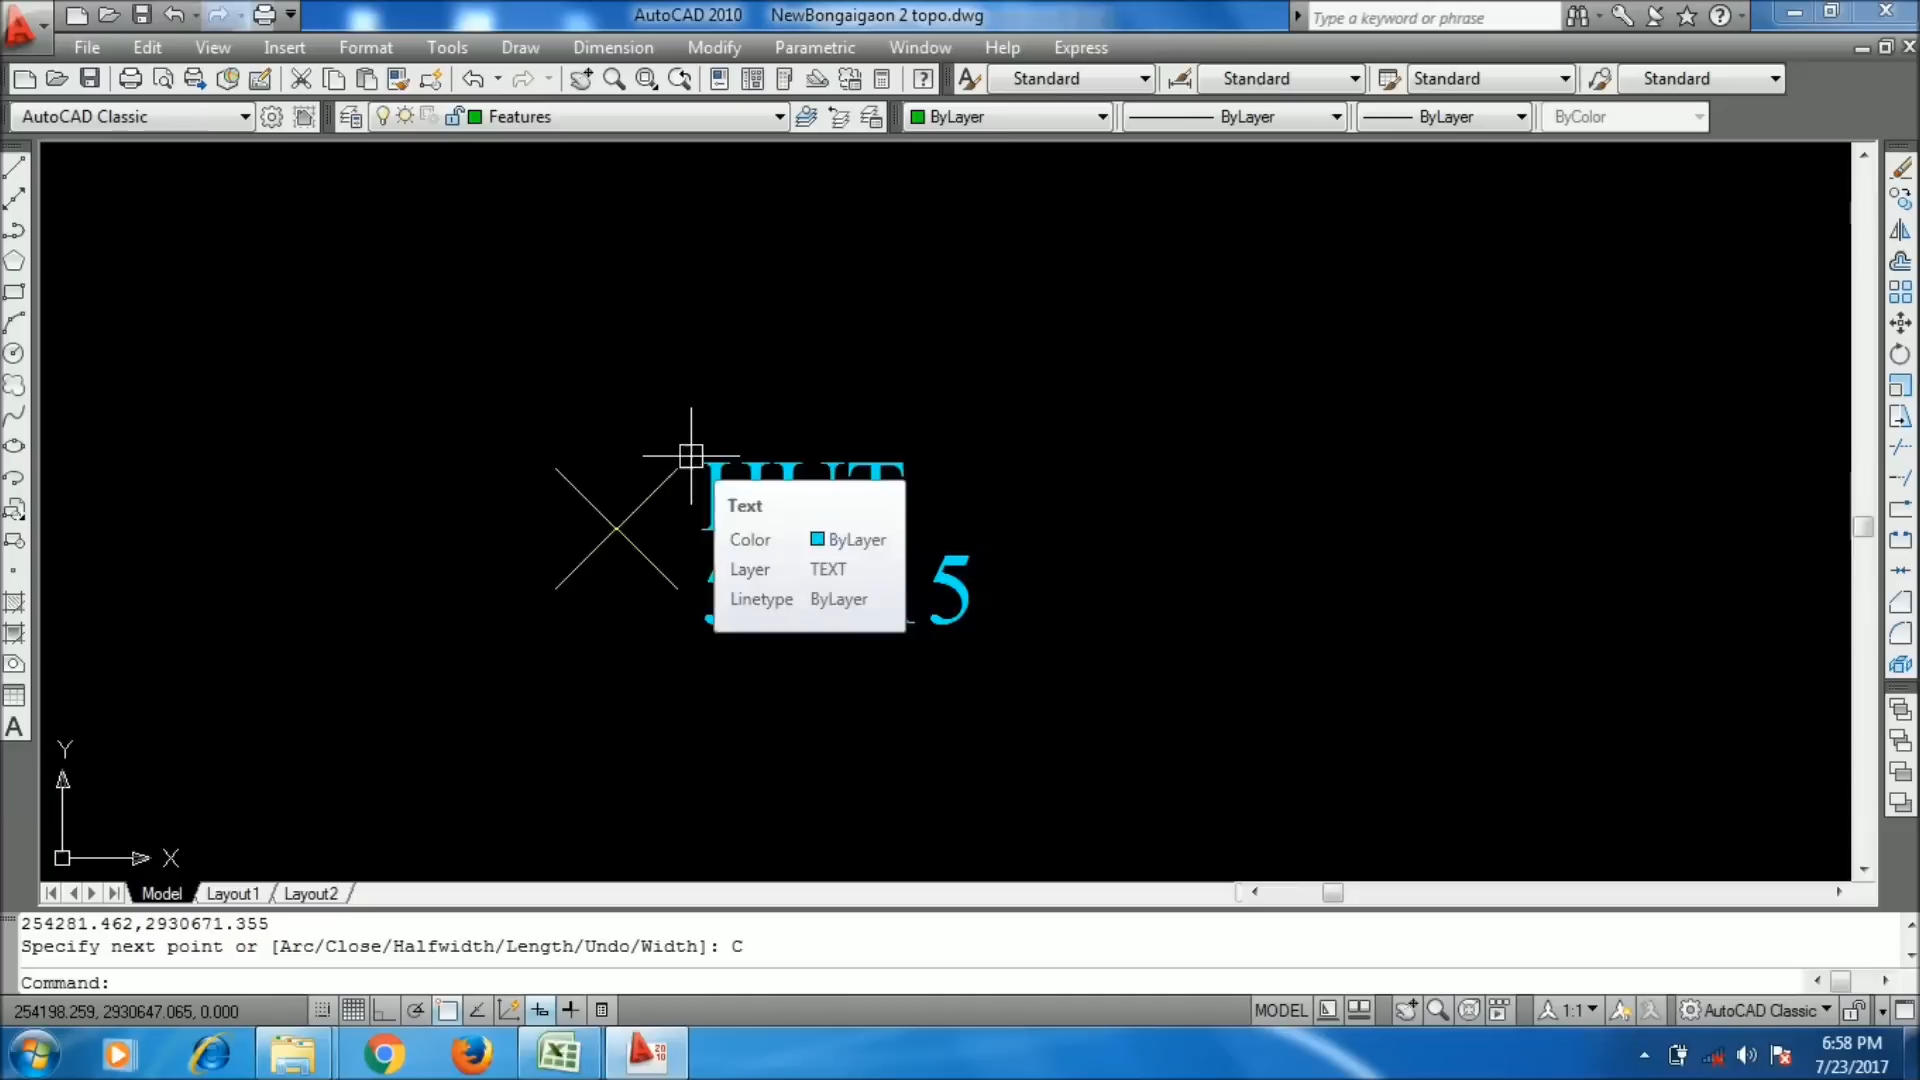 AutoCAD 2010 NewBongaigaon 2 topo.dwg
Type a keyword or phrase
File Edit View Insert Format Tools Draw Dimension Modify Parametric Window Help Express
Standard Standard Standard Standard
AutoCAD Classic Features ByLayer ByLayer ByLayer ByColor
Text
Color ByLayer
Layer TEXT
Linetype ByLayer
5
Y
X
Model Layout1 Layout2
254281.462,2930671.355
Specify next point or [Arc/Close/Halfwidth/Length/Undo/Width]: C
Command:
254198.259, 2930647.065, 0.000 MODEL 1:1 AutoCAD Classic
6:58 PM
7/23/2017